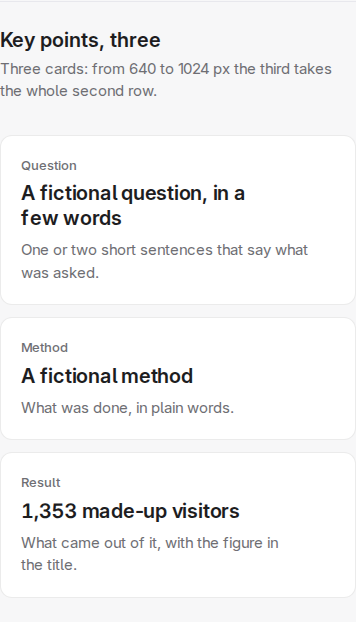 Key points, three
Three cards: from 640 to 1024 px the third takes
the whole second row.
Question
A fictional question, in a
few words
One or two short sentences that say what
was asked.
Method
A fictional method
What was done, in plain words.
Result
1,353 made-up visitors
What came out of it, with the figure in
the title.